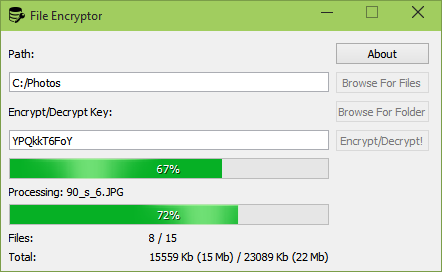 File Encryptor
Path:
About
C:/Photos
Browse For Files
Encrypt/Decrypt Key:
Browse For Folder
YPQkkT6FoY
Encrypt/Decrypt!
67%
Processing: 90_s_6.JPG
72%
Files: 8 / 15
Total: 15559 Kb (15 Mb) / 23089 Kb (22 Mb)